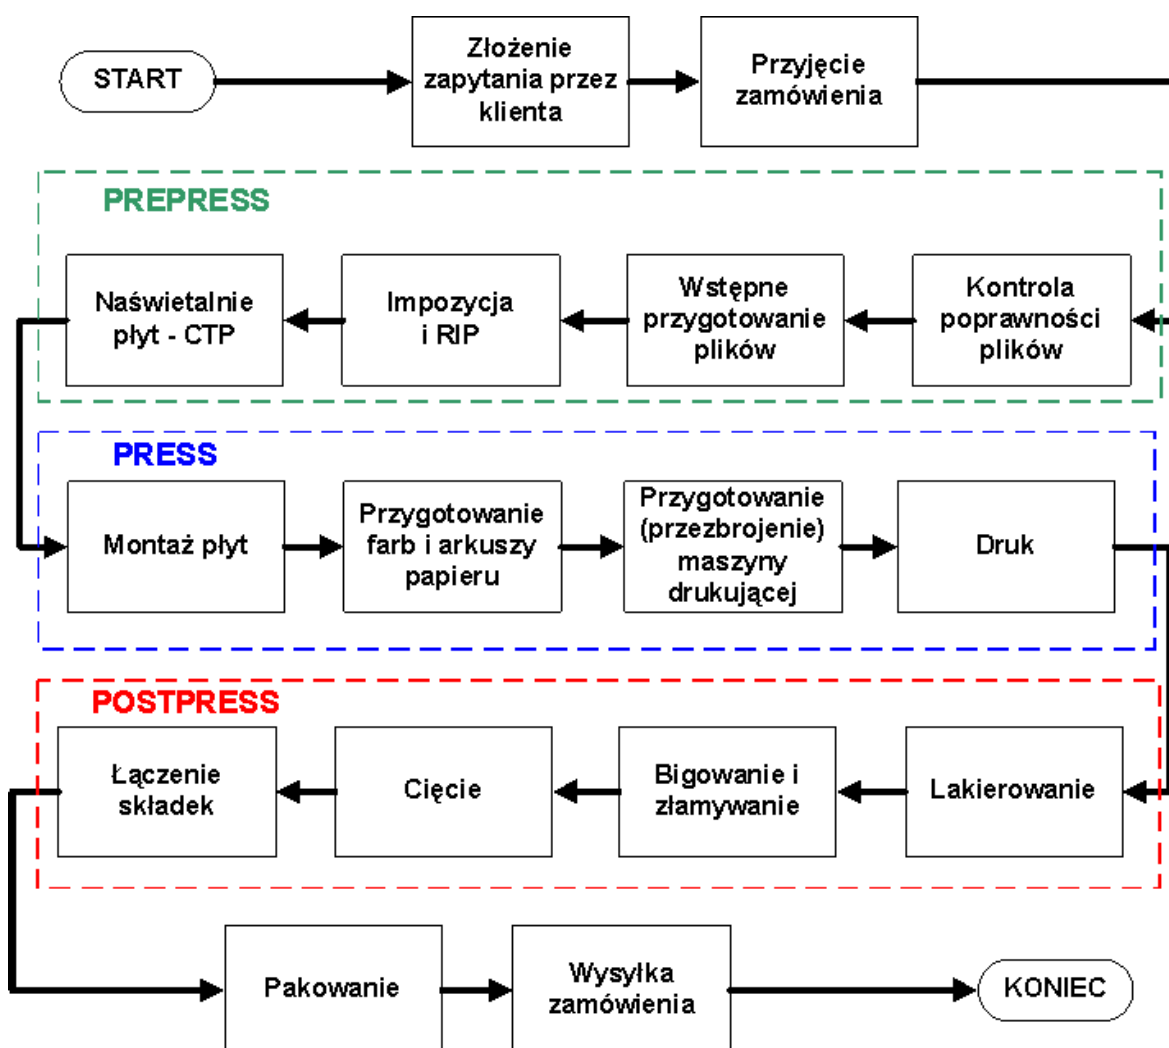 START
Złożenie
zapytania przez
klienta
Przyjęcie
zamówienia
PREPRESS
Naświetalnie
płyt - CTP
Impozycja
i RIP
Wstępne
przygotowanie
plików
Kontrola
poprawności
plików
PRESS
Montaż płyt
Przygotowanie
farb i arkuszy
papieru
Przygotowanie
(przezbrojenie)
maszyny
drukującej
Druk
POSTPRESS
Łączenie
składek
Cięcie
Bigowanie i
złamywanie
Lakierowanie
Pakowanie
Wysyłka
zamówienia
KONIEC